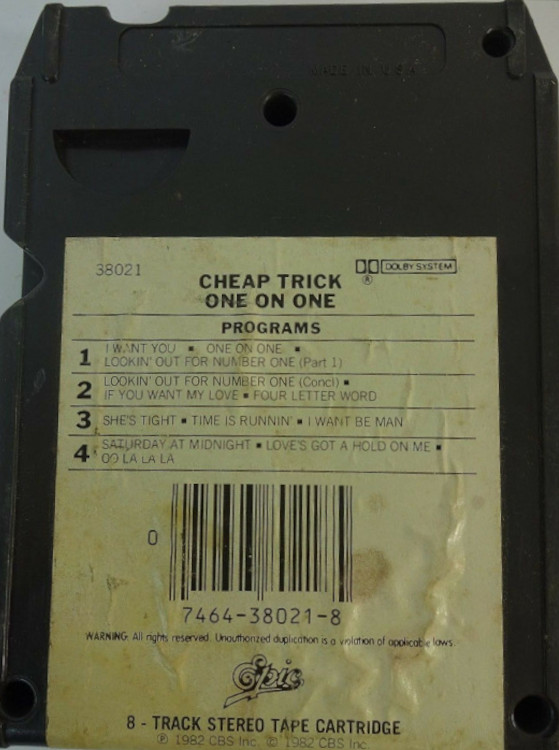 MADE IN U.S.A.
38021
DOLBY SYSTEM
®
CHEAP TRICK
ONE ON ONE
PROGRAMS
1 I WANT YOU ▪ ONE ON ONE ▪
LOOKIN' OUT FOR NUMBER ONE (Part 1)
2 LOOKIN' OUT FOR NUMBER ONE (Concl) ▪
IF YOU WANT MY LOVE ▪ FOUR LETTER WORD
3 SHE'S TIGHT ▪ TIME IS RUNNIN' ▪ I WANT BE MAN
4 SATURDAY AT MIDNIGHT ▪ LOVE'S GOT A HOLD ON ME ▪
OO LA LA LA
0
7464-38021-8
WARNING: All rights reserved. Unauthorized duplication is a violation of applicable laws.
Epic
8 - TRACK STEREO TAPE CARTRIDGE
℗ 1982 CBS Inc. © 1982 CBS Inc.